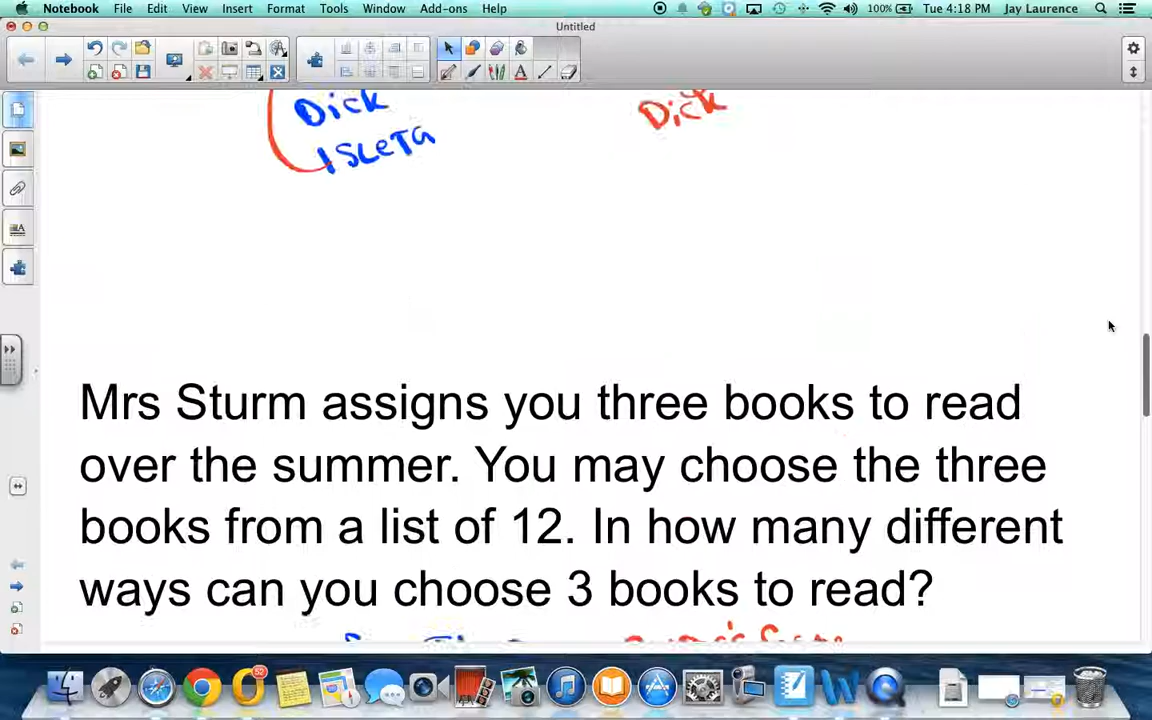 Notebook File Edit View Insert Format Tools Window Add-ons Help 100% Tue 4:18 PM Jay Laurence
Untitled
Dick
Isleta
Dick
Mrs Sturm assigns you three books to read
over the summer. You may choose the three
books from a list of 12. In how many different
ways can you choose 3 books to read?
52